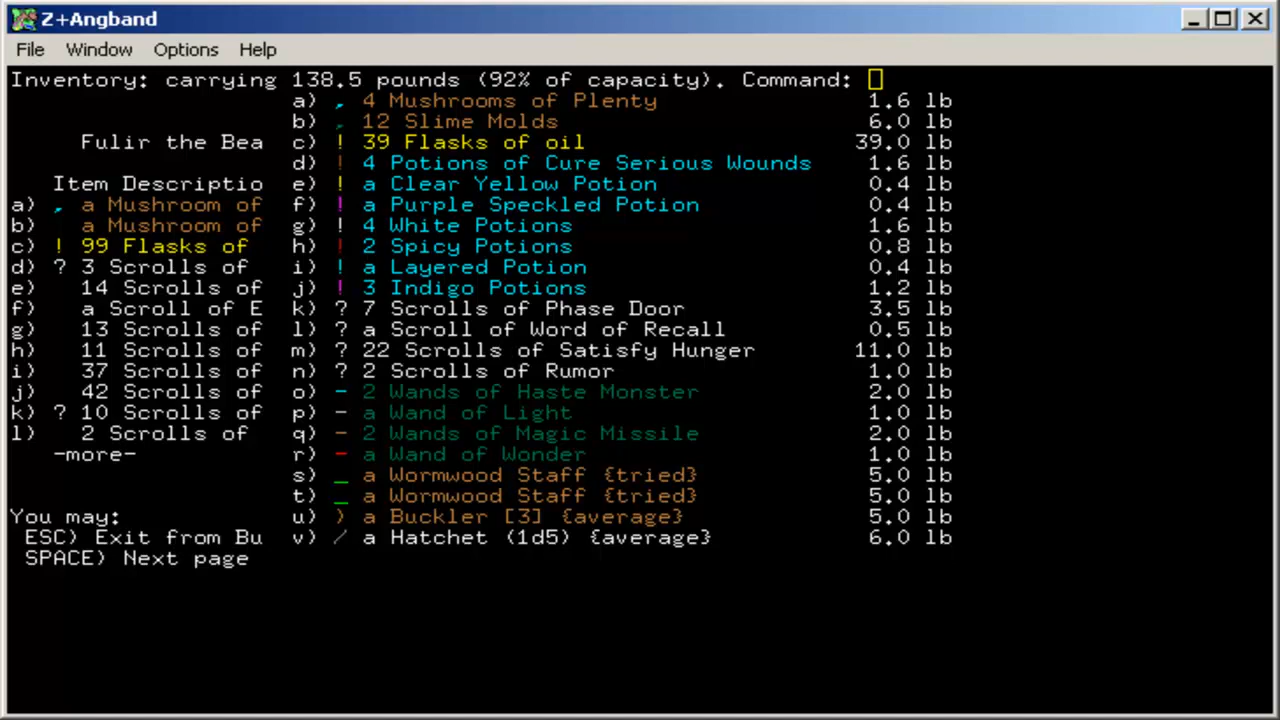 Z+Angband
File Window Options Help
Inventory: carrying 138.5 pounds (92% of capacity). Command:
a) , 4 Mushrooms of Plenty 1.6 lb
b) , 12 Slime Molds 6.0 lb
Fulir the Bea c) ! 39 Flasks of oil 39.0 lb
d) ! 4 Potions of Cure Serious Wounds 1.6 lb
Item Descriptio e) ! a Clear Yellow Potion 0.4 lb
a) , a Mushroom of f) ! a Purple Speckled Potion 0.4 lb
b) a Mushroom of g) ! 4 White Potions 1.6 lb
c) ! 99 Flasks of h) ! 2 Spicy Potions 0.8 lb
d) ? 3 Scrolls of i) ! a Layered Potion 0.4 lb
e) 14 Scrolls of j) ! 3 Indigo Potions 1.2 lb
f) a Scroll of E k) ? 7 Scrolls of Phase Door 3.5 lb
g) 13 Scrolls of l) ? a Scroll of Word of Recall 0.5 lb
h) 11 Scrolls of m) ? 22 Scrolls of Satisfy Hunger 11.0 lb
i) 37 Scrolls of n) ? 2 Scrolls of Rumor 1.0 lb
j) 42 Scrolls of o) - 2 Wands of Haste Monster 2.0 lb
k) ? 10 Scrolls of p) - a Wand of Light 1.0 lb
l) 2 Scrolls of q) - 2 Wands of Magic Missile 2.0 lb
-more- r) - a Wand of Wonder 1.0 lb
s) _ a Wormwood Staff {tried} 5.0 lb
t) _ a Wormwood Staff {tried} 5.0 lb
You may: u) ) a Buckler [3] {average} 5.0 lb
ESC) Exit from Bu v) / a Hatchet (1d5) {average} 6.0 lb
SPACE) Next page